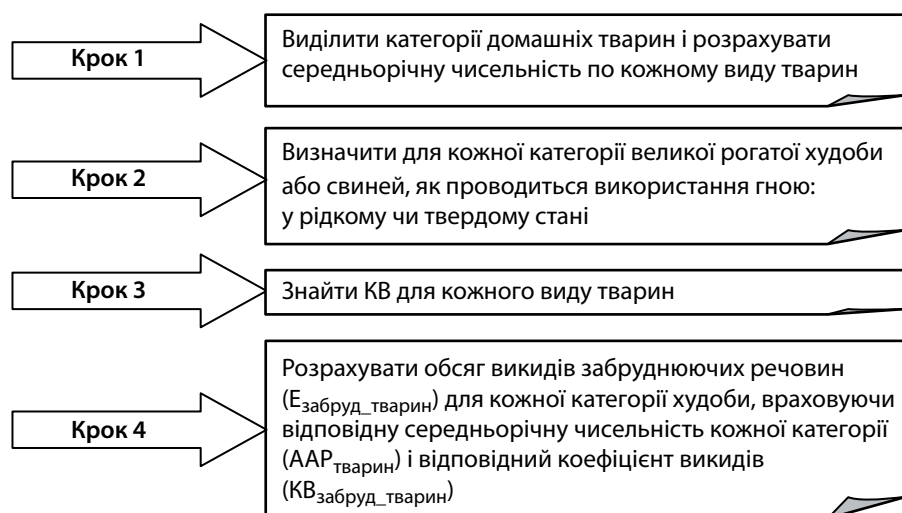 Крок 1
Виділити категорії домашніх тварин і розрахувати
середньорічну чисельність по кожному виду тварин
Крок 2
Визначити для кожної категорії великої рогатої худоби
або свиней, як проводиться використання гною:
у рідкому чи твердому стані
Крок 3
Знайти КВ для кожного виду тварин
Крок 4
Розрахувати обсяг викидів забруднюючих речовин
(Езабруд_тварин) для кожної категорії худоби, враховуючи
відповідну середньорічну чисельність кожної категорії
(ААРтварин) і відповідний коефіцієнт викидів
(КВзабруд_тварин)